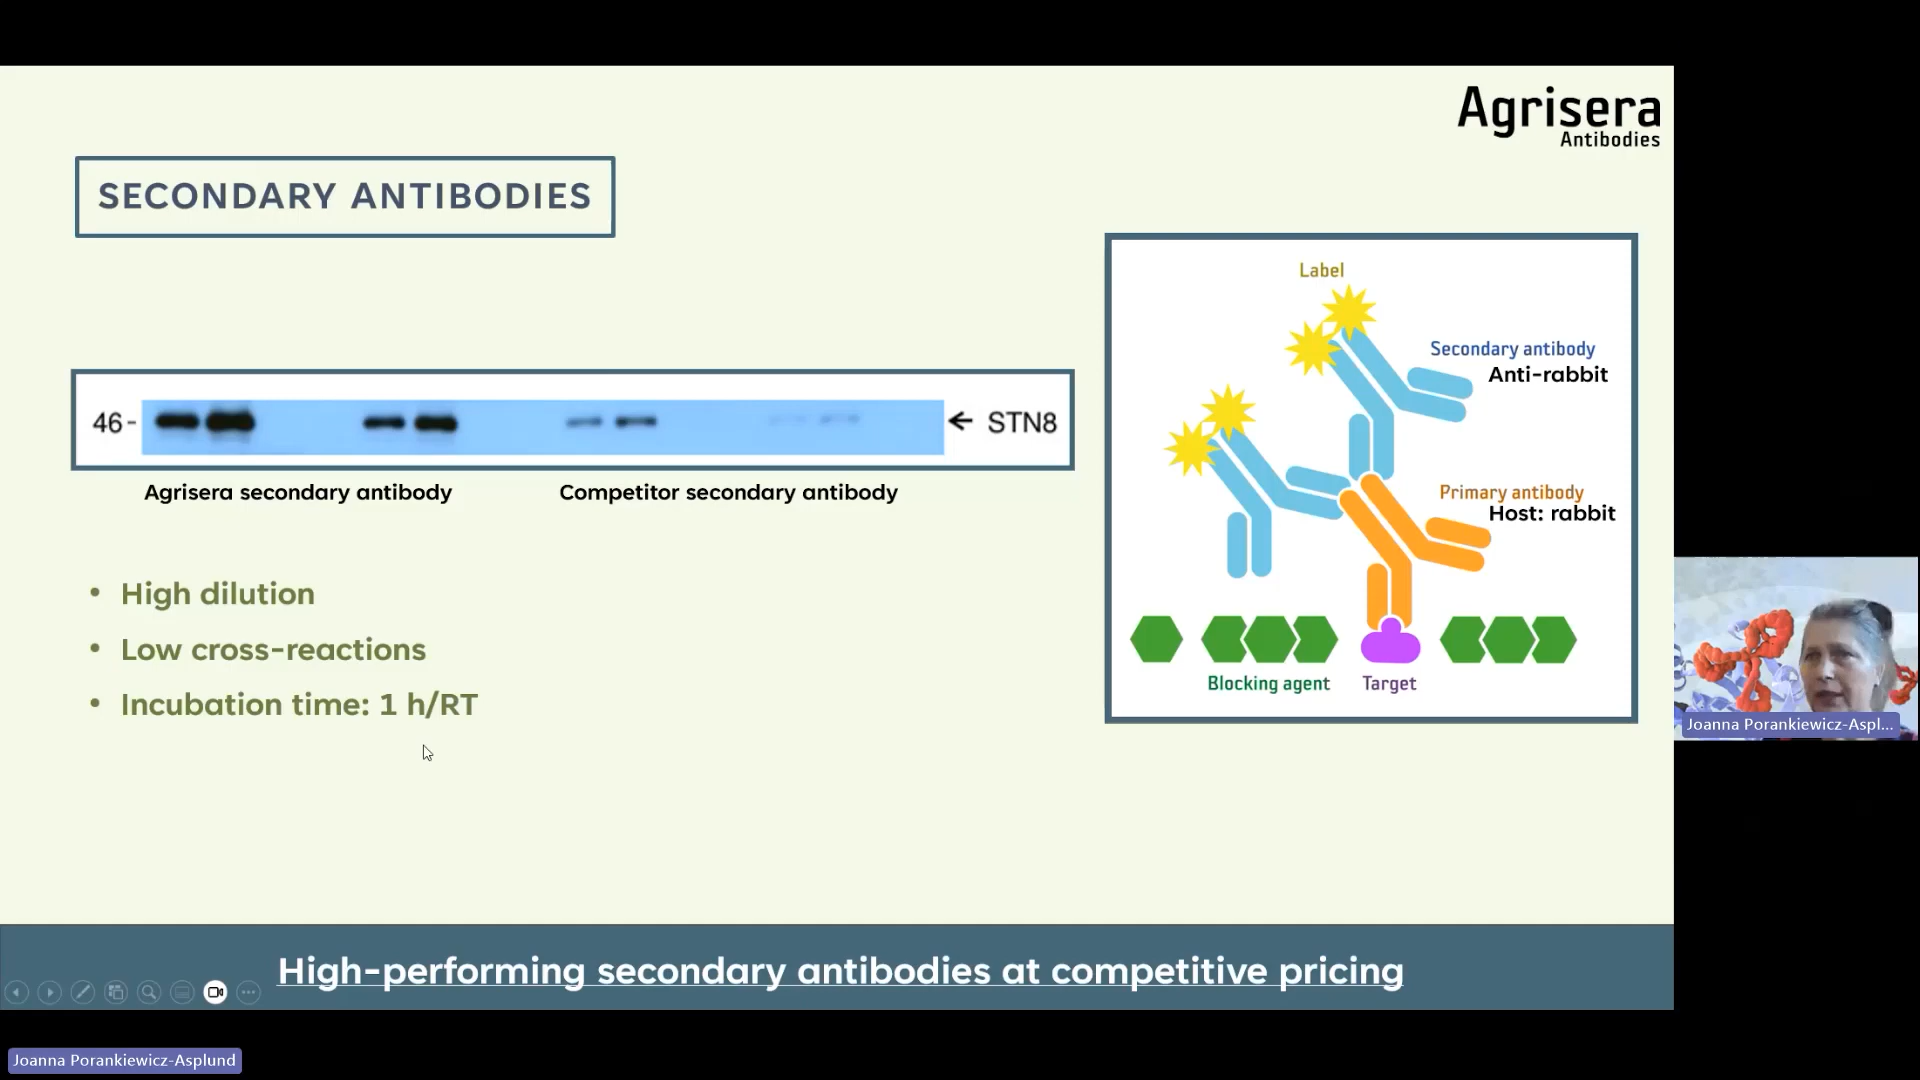 Agrisera
Antibodies
SECONDARY ANTIBODIES
46-
← STN8
Agrisera secondary antibody
Competitor secondary antibody
• High dilution
• Low cross-reactions
• Incubation time: 1 h/RT
Label
Secondary antibody
Anti-rabbit
Primary antibody
Host: rabbit
Blocking agent
Target
Joanna Porankiewicz-Aspl...
High-performing secondary antibodies at competitive pricing
Joanna Porankiewicz-Asplund